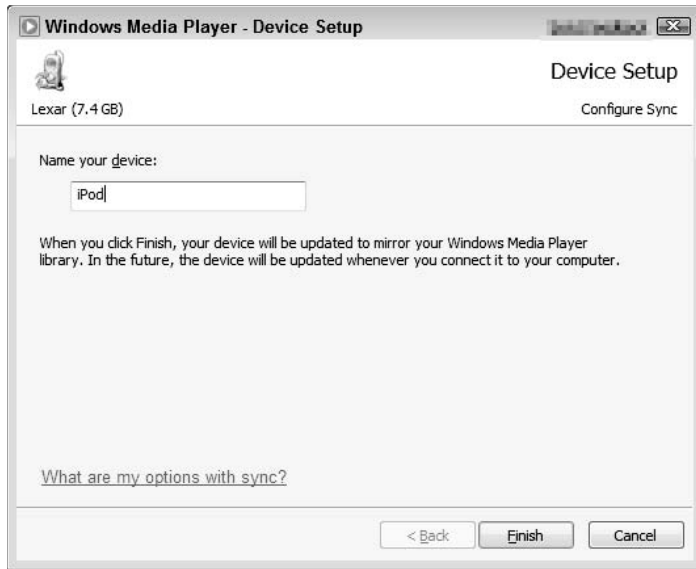 Windows Media Player - Device Setup
Device Setup
Lexar (7.4 GB)
Configure Sync
Name your device:
iPod
When you click Finish, your device will be updated to mirror your Windows Media Player
library. In the future, the device will be updated whenever you connect it to your computer.
What are my options with sync?
< Back
Finish
Cancel